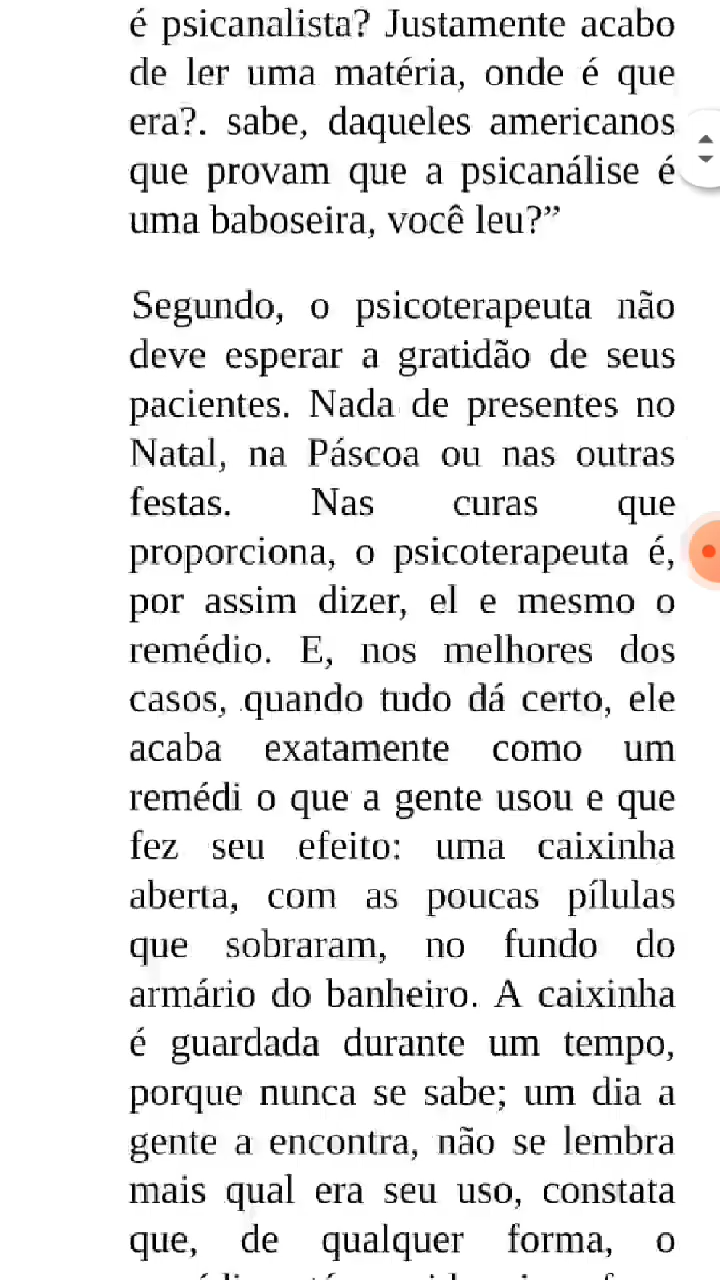 é psicanalista? Justamente acabo
de ler uma matéria, onde é que
era?. sabe, daqueles americanos
que provam que a psicanálise é
uma baboseira, você leu?”
Segundo, o psicoterapeuta não
deve esperar a gratidão de seus
pacientes. Nada de presentes no
Natal, na Páscoa ou nas outras
festas. Nas curas que
proporciona, o psicoterapeuta é,
por assim dizer, el e mesmo o
remédio. E, nos melhores dos
casos, quando tudo dá certo, ele
acaba exatamente como um
remédi o que a gente usou e que
fez seu efeito: uma caixinha
aberta, com as poucas pílulas
que sobraram, no fundo do
armário do banheiro. A caixinha
é guardada durante um tempo,
porque nunca se sabe; um dia a
gente a encontra, não se lembra
mais qual era seu uso, constata
que, de qualquer forma, o